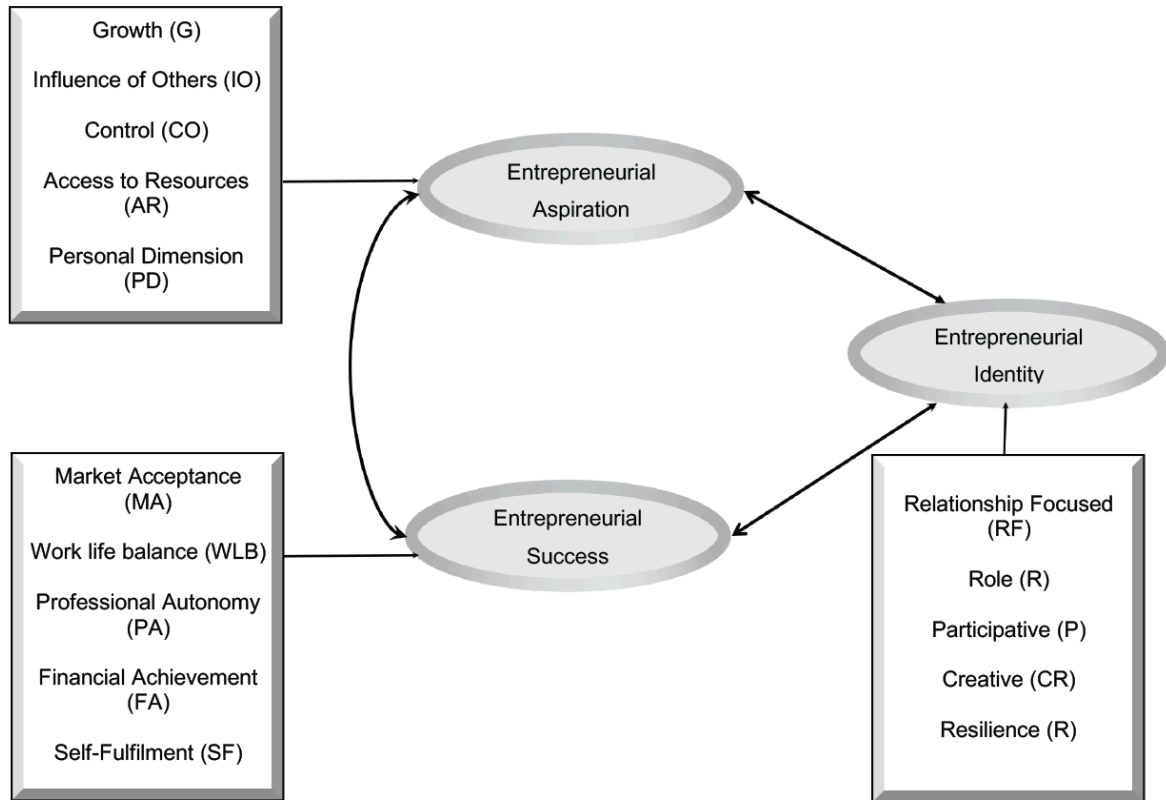 Growth (G)
Influence of Others (IO)
Control (CO)
Access to Resources
(AR)
Personal Dimension
(PD)
Entrepreneurial
Aspiration
Entrepreneurial
Identity
Market Acceptance
(MA)
Work life balance (WLB)
Professional Autonomy
(PA)
Financial Achievement
(FA)
Self-Fulfilment (SF)
Entrepreneurial
Success
Relationship Focused
(RF)
Role (R)
Participative (P)
Creative (CR)
Resilience (R)